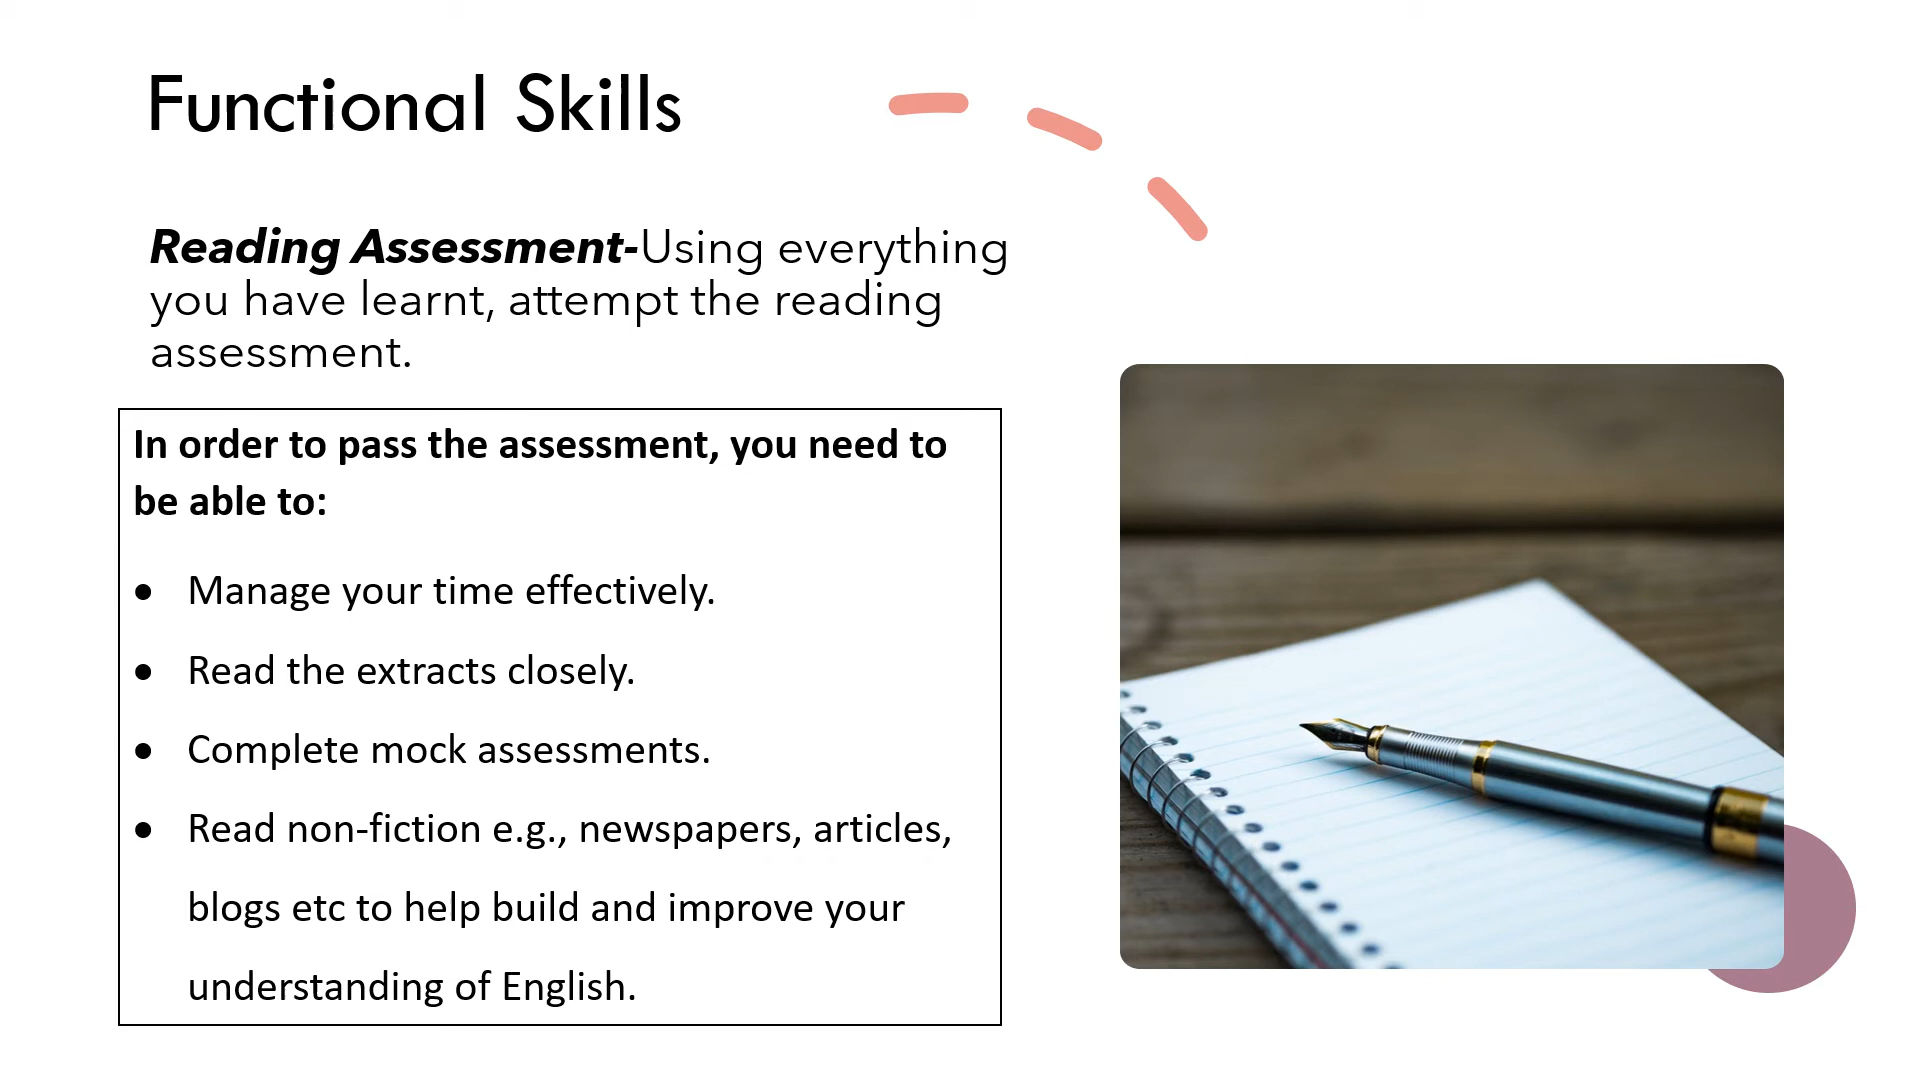 Functional Skills
Reading Assessment-Using everything
you have learnt, attempt the reading
assessment.
In order to pass the assessment, you need to
be able to:
• Manage your time effectively.
• Read the extracts closely.
• Complete mock assessments.
• Read non-fiction e.g., newspapers, articles,
blogs etc to help build and improve your
understanding of English.